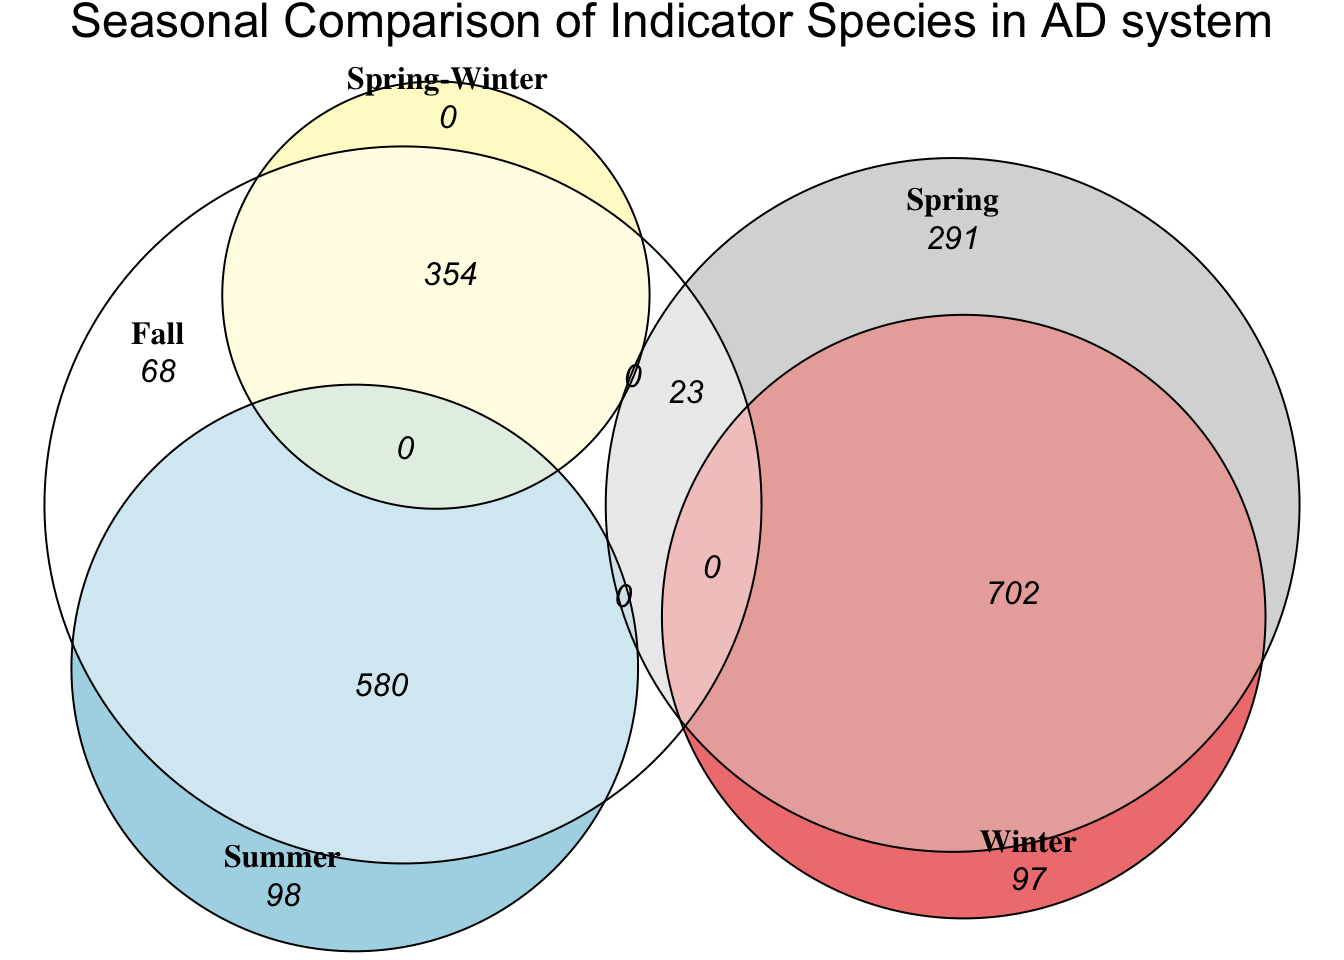 Seasonal Comparison of Indicator Species in AD system
Spring-Winter
0
Spring
291
354
Fall
68
0
23
0
0
0
702
580
Winter
97
Summer
98